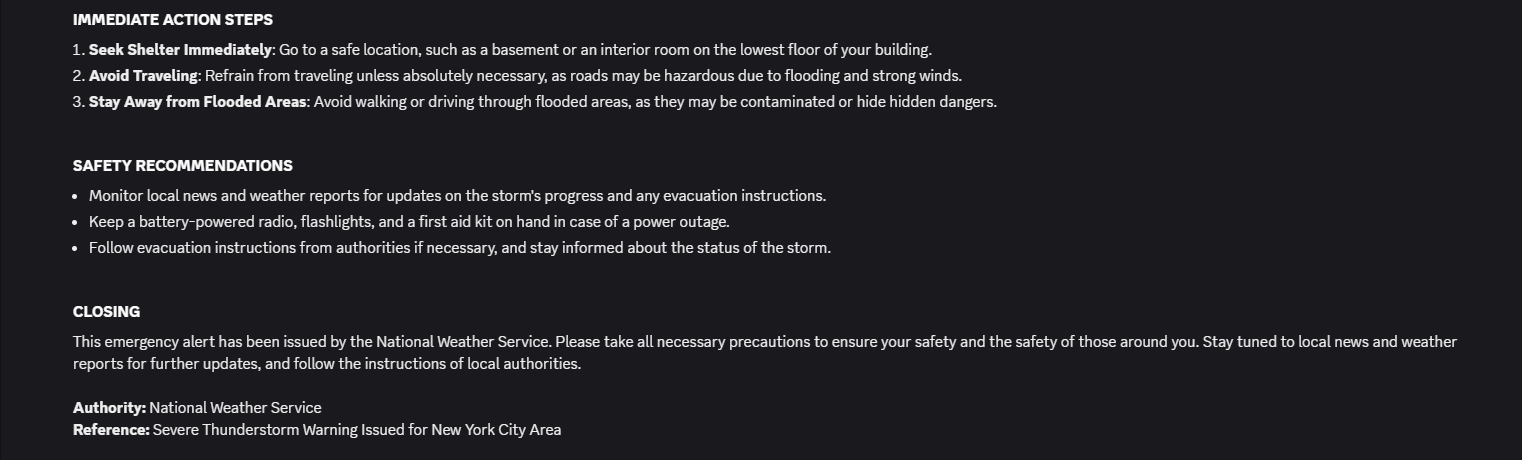 IMMEDIATE ACTION STEPS
1. Seek Shelter Immediately: Go to a safe location, such as a basement or an interior room on the lowest floor of your building.
2. Avoid Traveling: Refrain from traveling unless absolutely necessary, as roads may be hazardous due to flooding and strong winds.
3. Stay Away from Flooded Areas: Avoid walking or driving through flooded areas, as they may be contaminated or hide hidden dangers.
SAFETY RECOMMENDATIONS
• Monitor local news and weather reports for updates on the storm's progress and any evacuation instructions.
• Keep a battery-powered radio, flashlights, and a first aid kit on hand in case of a power outage.
• Follow evacuation instructions from authorities if necessary, and stay informed about the status of the storm.
CLOSING
This emergency alert has been issued by the National Weather Service. Please take all necessary precautions to ensure your safety and the safety of those around you. Stay tuned to local news and weather
reports for further updates, and follow the instructions of local authorities.
Authority: National Weather Service
Reference: Severe Thunderstorm Warning Issued for New York City Area